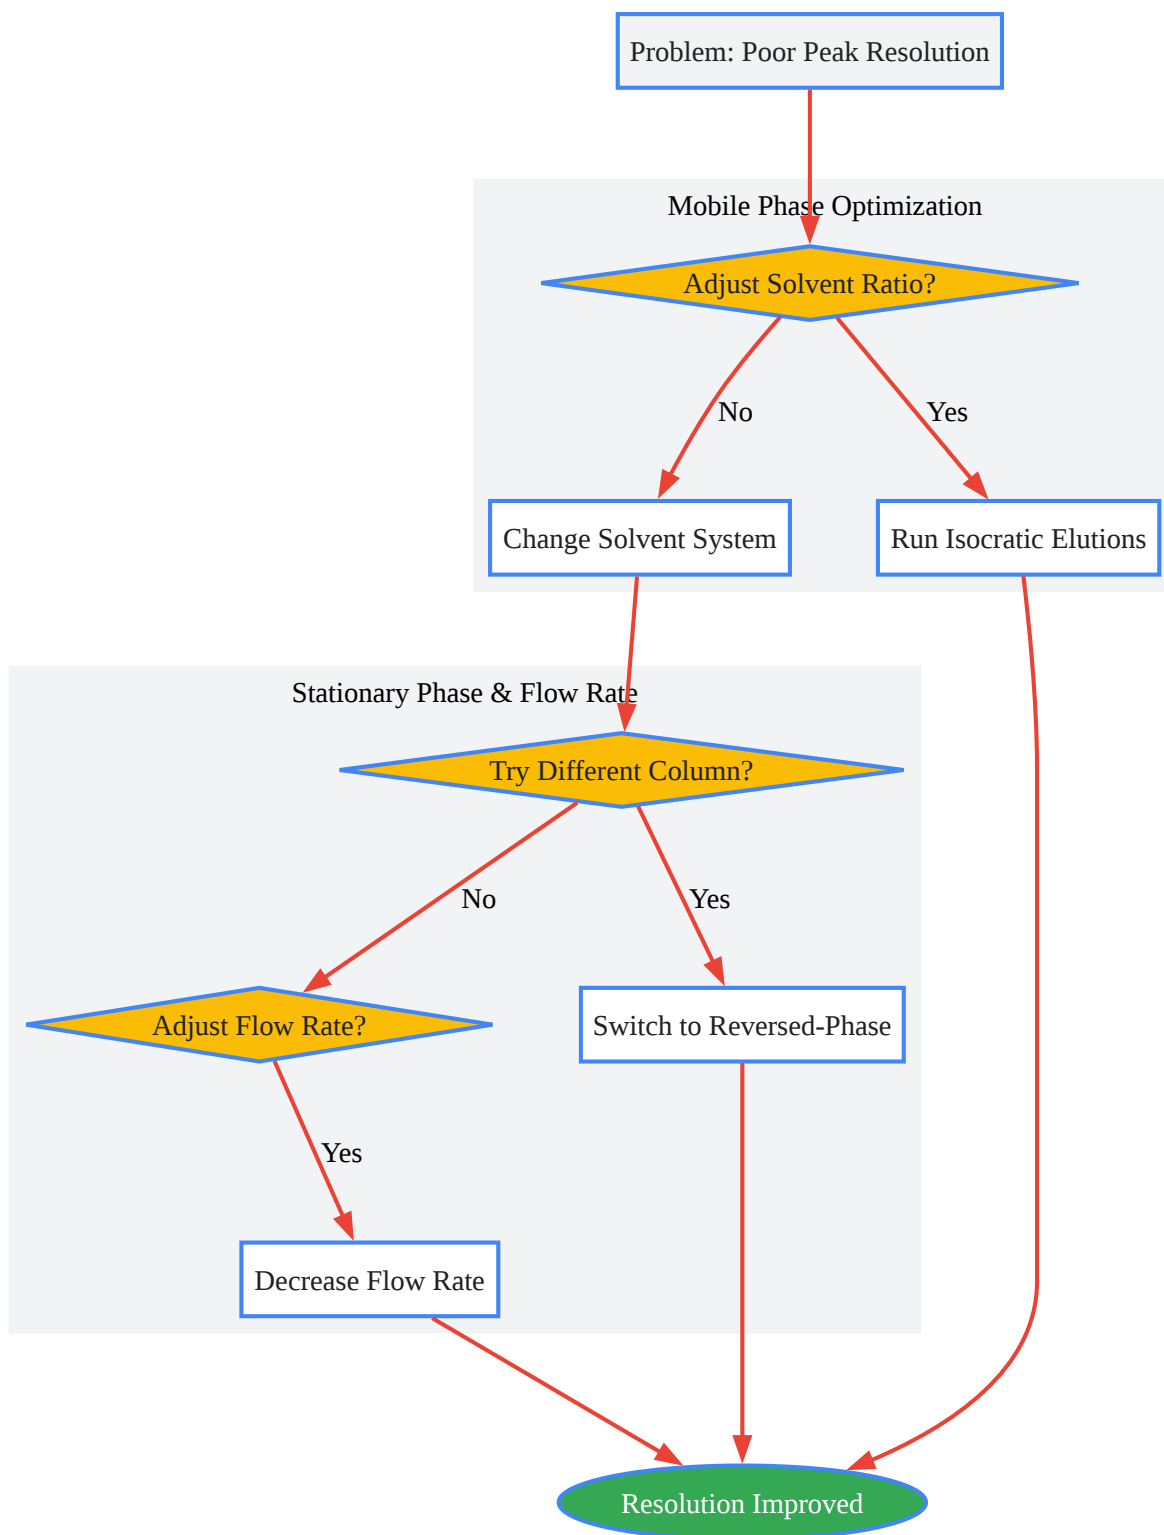 Problem: Poor Peak Resolution
Mobile Phase Optimization
Adjust Solvent Ratio?
No
Yes
Change Solvent System
Run Isocratic Elutions
Stationary Phase & Flow Rate
Try Different Column?
No
Yes
Adjust Flow Rate?
Switch to Reversed-Phase
Yes
Decrease Flow Rate
Resolution Improved